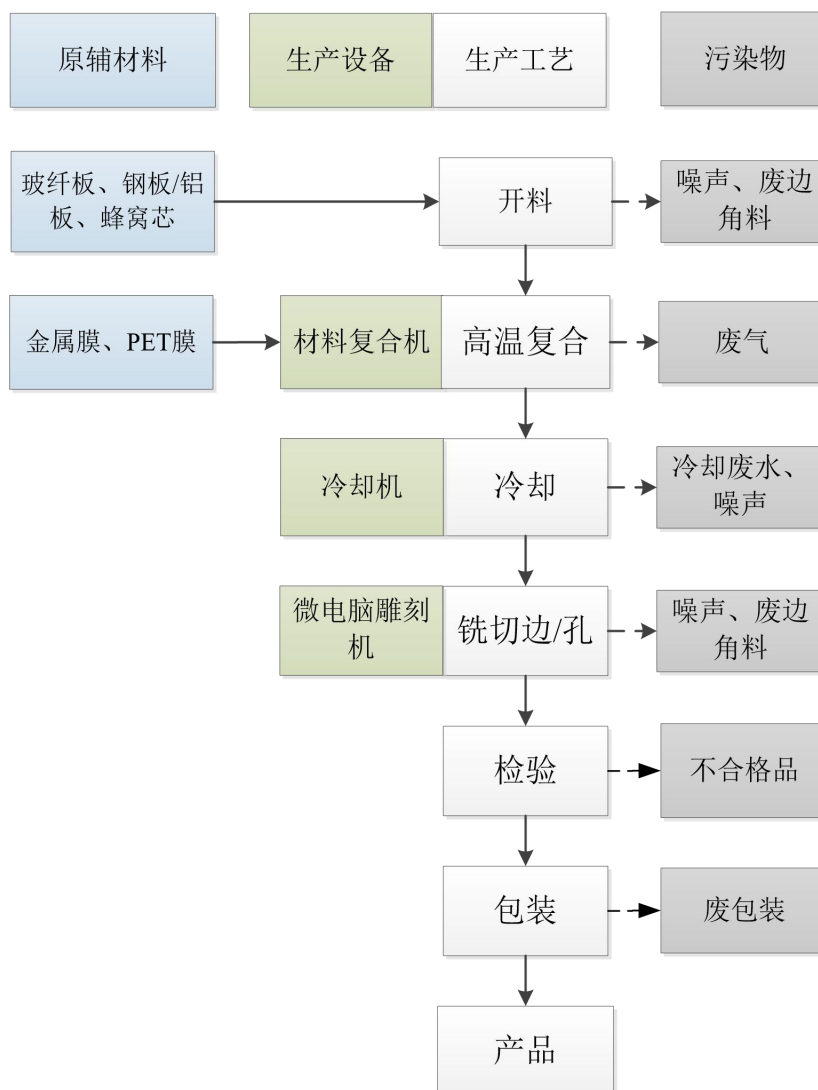 原辅材料
生产设备
生产工艺
污染物
玻纤板、钢板/铝
板、蜂窝芯
开料
噪声、废边
角料
金属膜、PET膜
材料复合机
高温复合
废气
冷却机
冷却
冷却废水、
噪声
微电脑雕刻
机
铣切边/孔
噪声、废边
角料
检验
不合格品
包装
废包装
产品